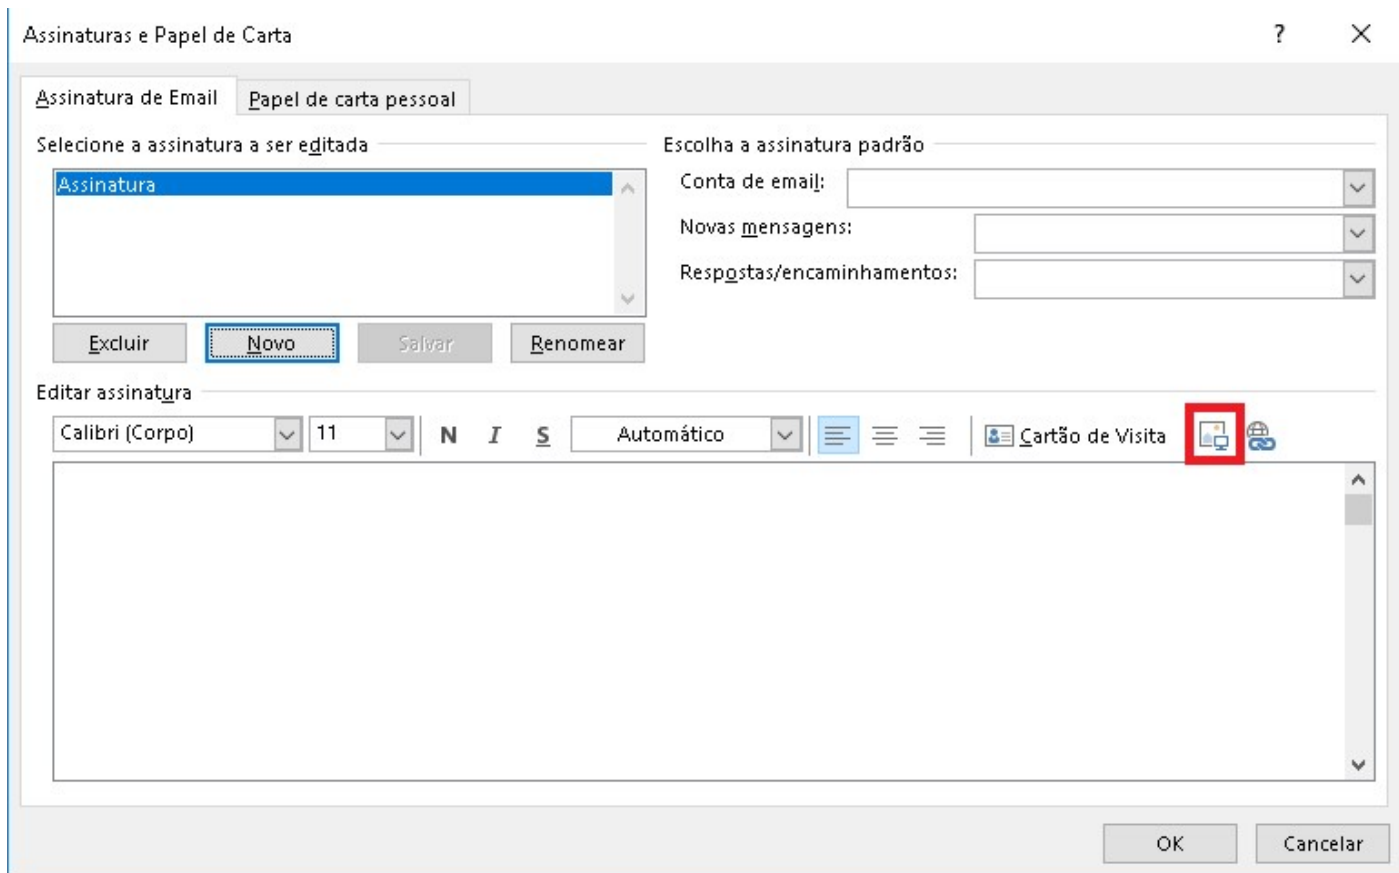 Assinaturas e Papel de Carta ?
Assinatura de Email Papel de carta pessoal
Selecione a assinatura a ser editada
Assinatura
Excluir Novo Salvar Renomear
Escolha a assinatura padrão
Conta de email:
Novas mensagens:
Respostas/encaminhamentos:
Editar assinatura
Calibri (Corpo) 11 N I S Automático Cartão de Visita
OK Cancelar